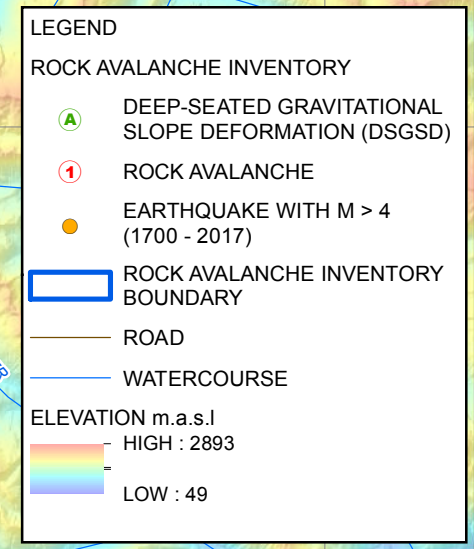 LEGEND
ROCK AVALANCHE INVENTORY
A
DEEP-SEATED GRAVITATIONAL
SLOPE DEFORMATION (DSGSD)
1
ROCK AVALANCHE
EARTHQUAKE WITH M > 4
(1700 - 2017)
ROCK AVALANCHE INVENTORY
BOUNDARY
ROAD
WATERCOURSE
ELEVATION m.a.s.l
HIGH : 2893
LOW : 49